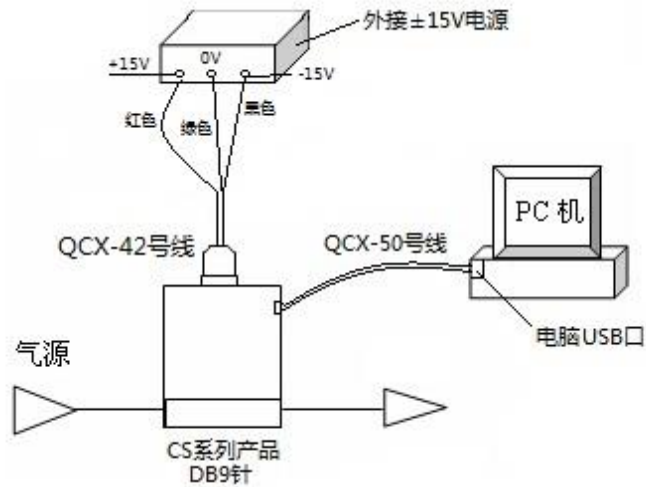 外接±15V电源
+15V
0V
-15V
红色
绿色
黑色
QCX-42号线
QCX-50号线
PC 机
电脑USB口
气源
CS系列产品
DB9针